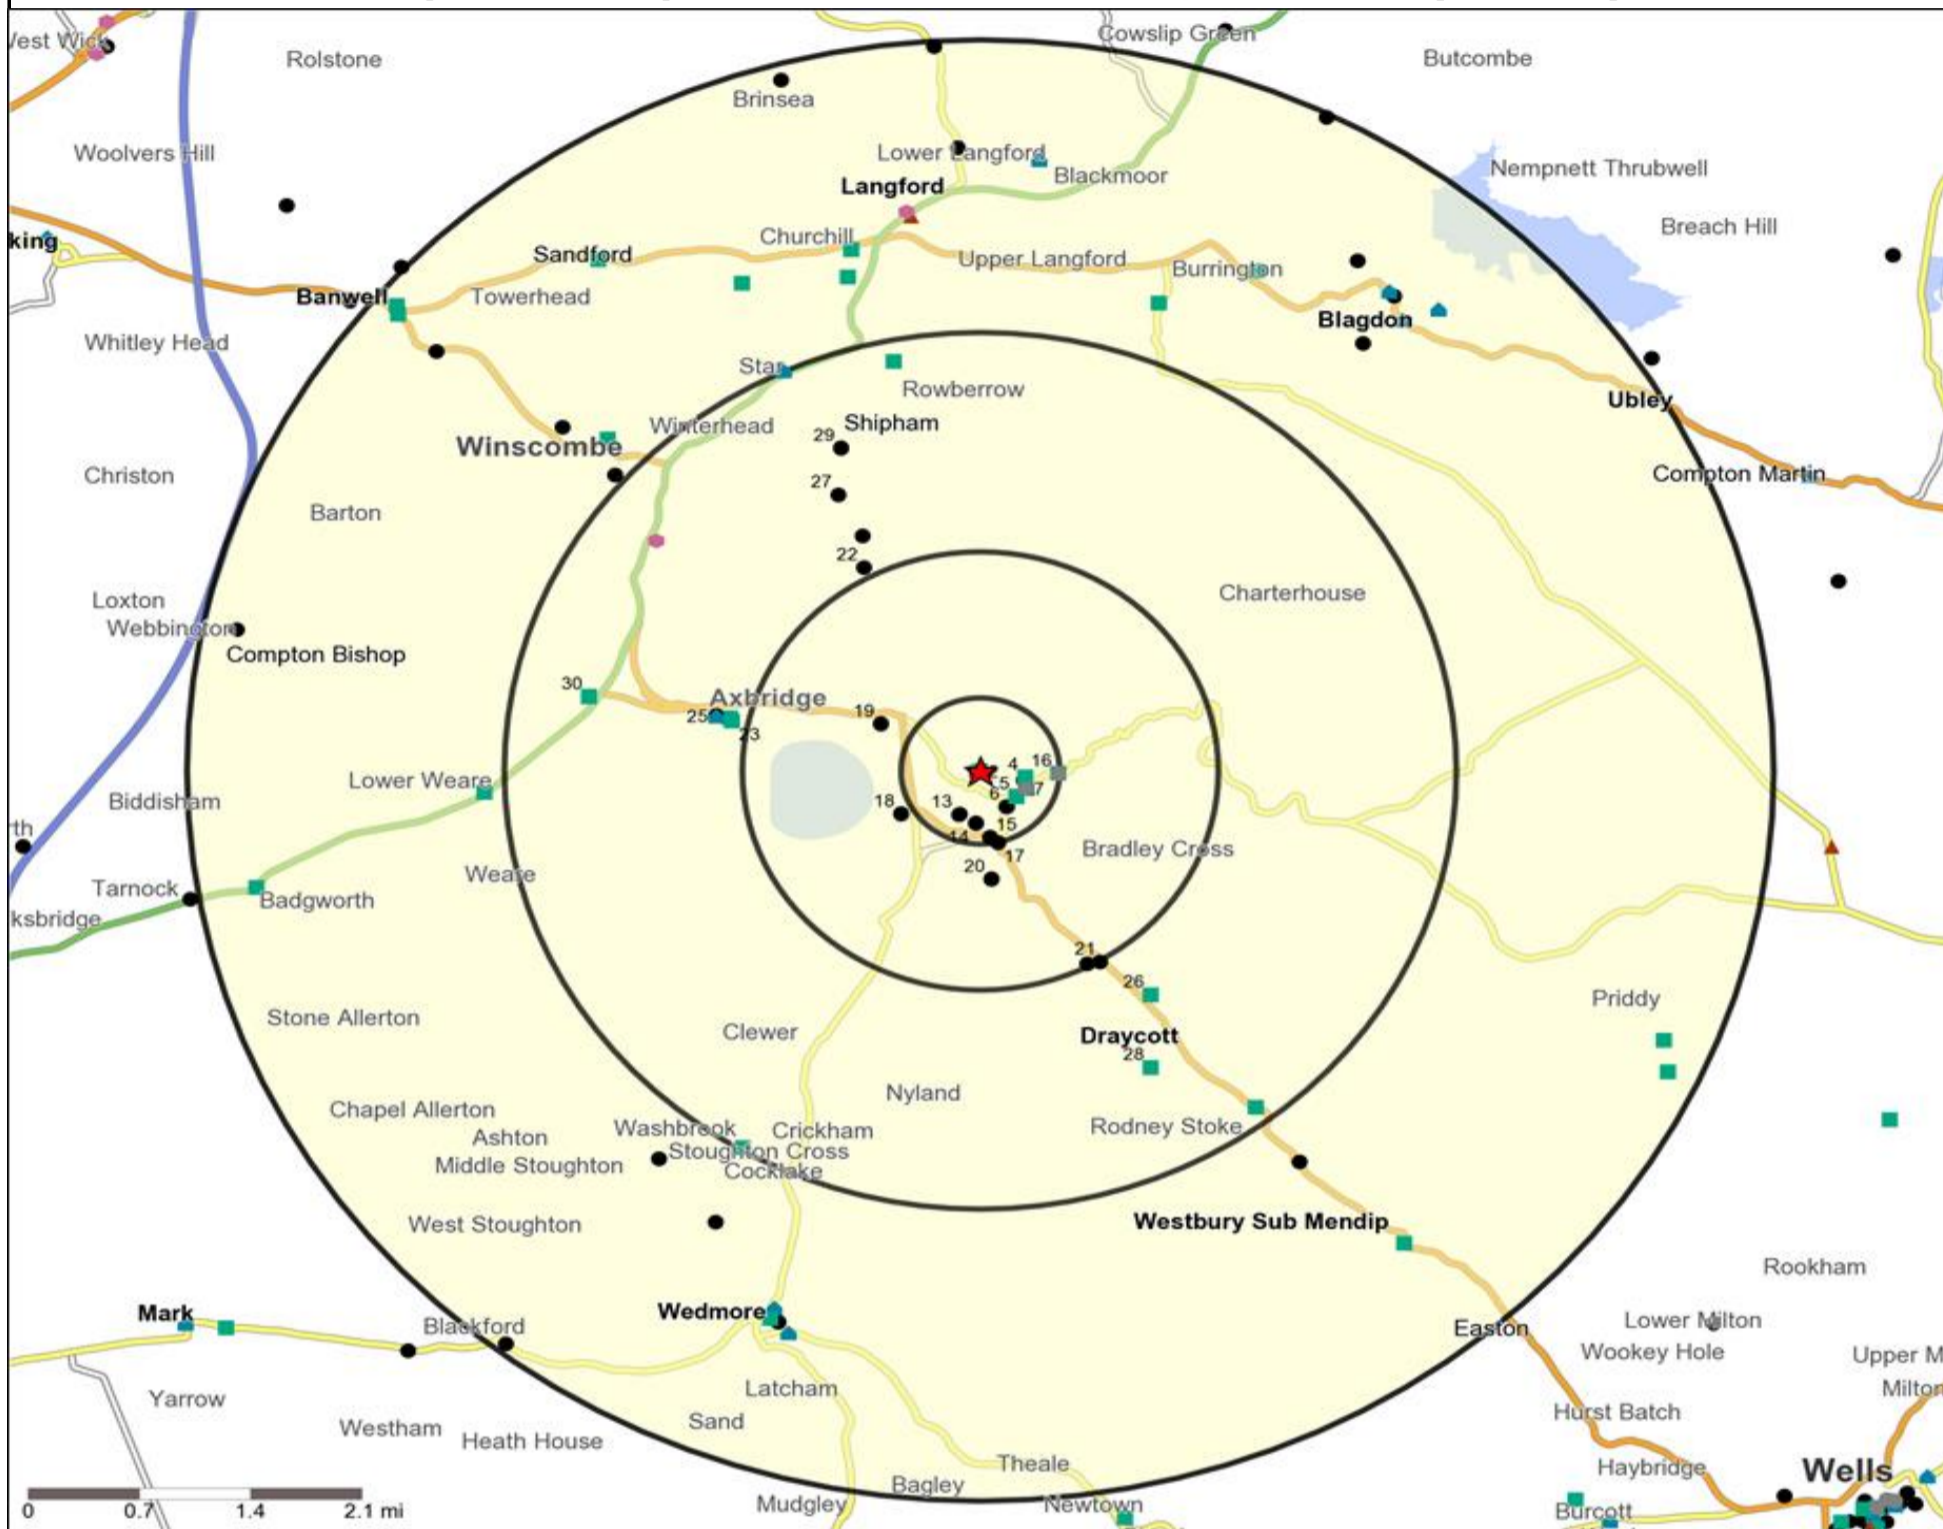 Cowslip Green
West Wick
Rolstone
Butcombe
Brinsea
Woolvers Hill
Lower Langford
Nempnett Thrubwell
Blackmoor
Langford
Breach Hill
king
Churchill
Sandford
Upper Langford
Burrington
Banwell
Towerhead
Blagdon
Whitley Head
Star
Rowberrow
Ubley
Shipham
Winterhead
29
Winscombe
Christon
27
Compton Martin
Barton
22
Charterhouse
Loxton
Webbington
Compton Bishop
30
Axbridge
19
25
23
16
4
5
7
6
Lower Weare
Biddisham
18
13
15
th
14
17
Bradley Cross
20
Weare
Tarnock
Badgworth
ksbridge
21
26
Priddy
Stone Allerton
Clewer
Draycott
28
Nyland
Chapel Allerton
Washbrook
Crickham
Rodney Stoke
Ashton
Stoughton Cross
Middle Stoughton
Cocklake
West Stoughton
Westbury Sub Mendip
Rookham
Mark
Wedmore
Blackford
Easton
Lower Milton
Wookey Hole
Upper M
Latcham
Milton
Yarrow
Sand
Hurst Batch
Westham
Heath House
Theale
Haybridge
Wells
Bagley
Mudgley
Newtown
Burcott
0 0.7 1.4 2.1 mi